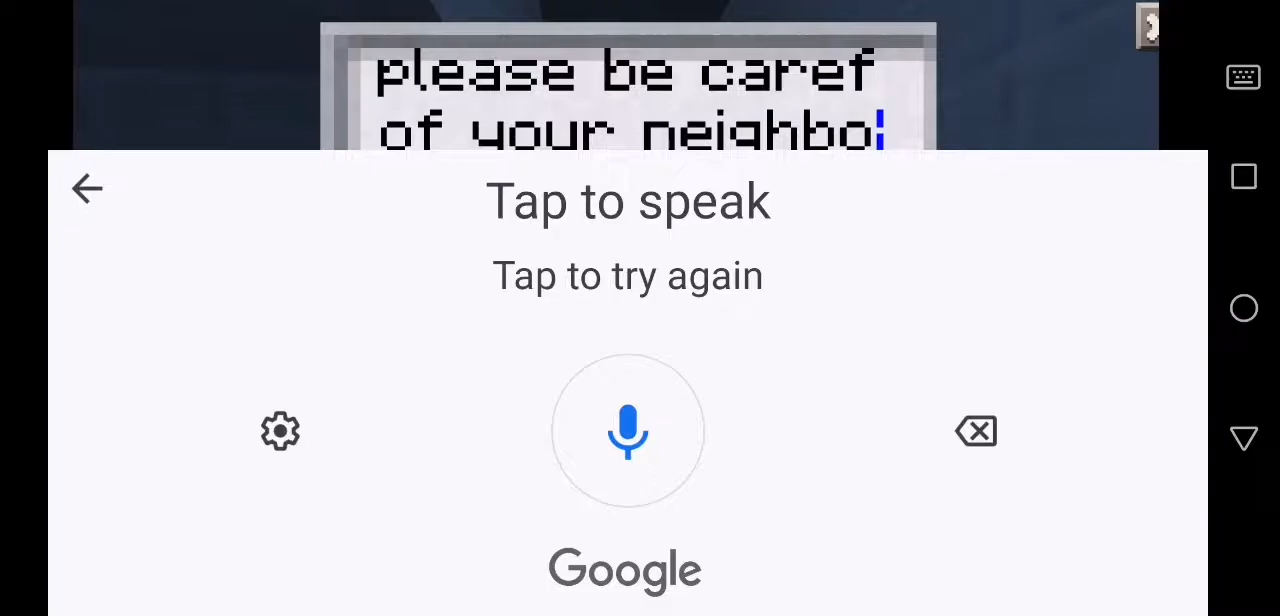 please be caref
of your neighbo
Tap to speak
Tap to try again
Google